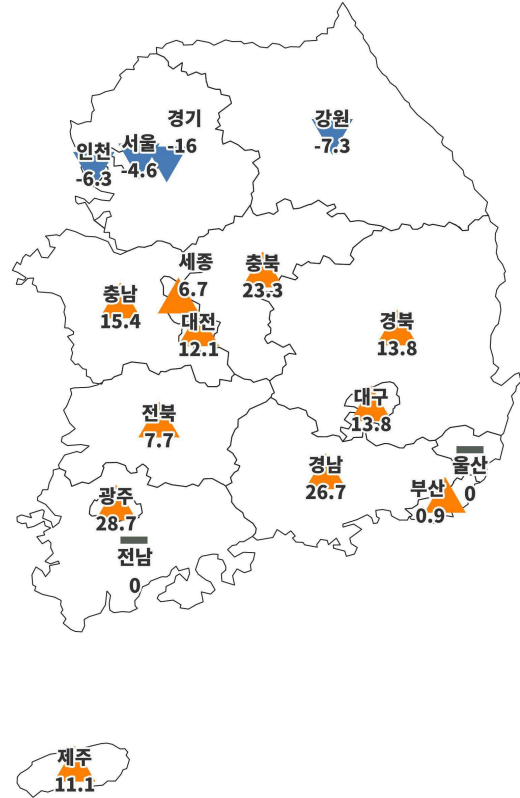 경기
-16
강원
-7.3
서울
-4.6
인천
-6.3
세종
6.7
충북
23.3
충남
15.4
대전
12.1
경북
13.8
대구
13.8
전북
7.7
울산
0
경남
26.7
부산
0.9
광주
28.7
전남
0
제주
11.1